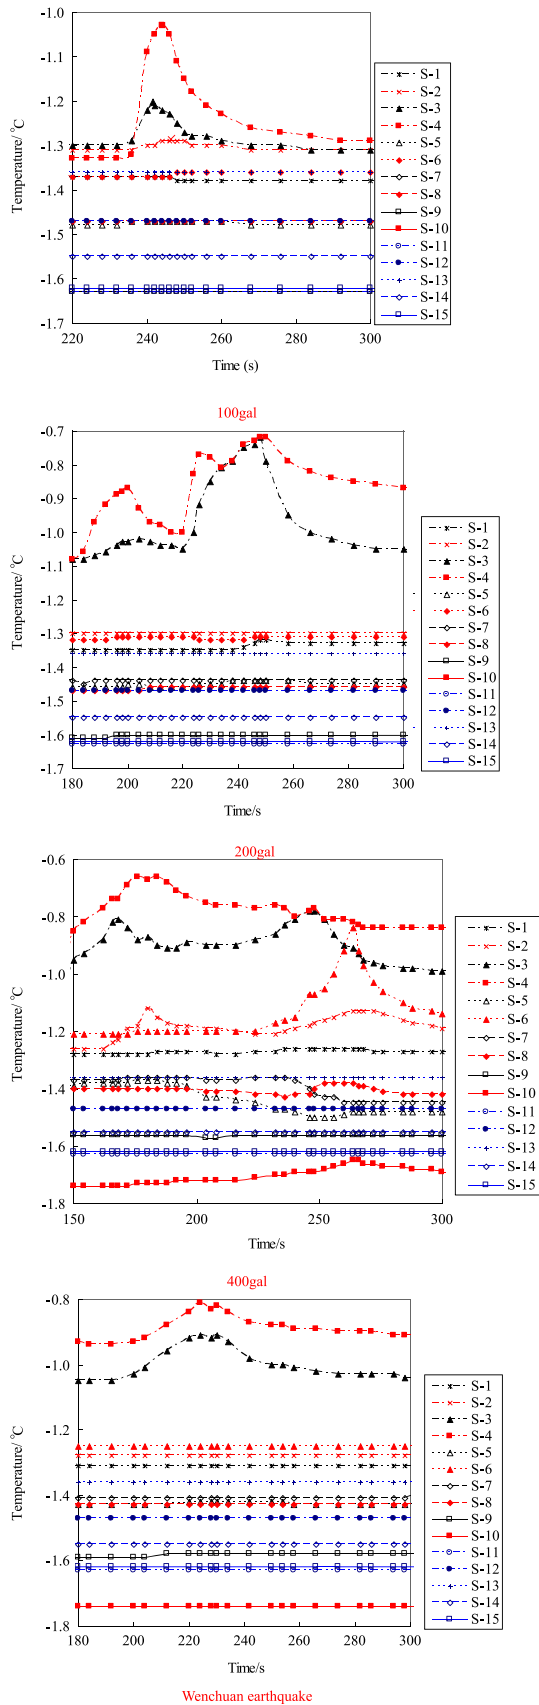 -1.0
-1.1
-1.2
-1.3
-1.4
-1.5
-1.6
-1.7
Temperature/ °C
220
240
260
280
300
Time (s)
S-1
S-2
S-3
S-4
S-5
S-6
S-7
S-8
S-9
S-10
S-11
S-12
S-13
S-14
S-15
100gal
-0.7
-0.8
-0.9
-1.0
-1.1
-1.2
-1.3
-1.4
-1.5
-1.6
-1.7
Temperature/ °C
180
200
220
240
260
280
300
Time/s
S-1
S-2
S-3
S-4
S-5
S-6
S-7
S-8
S-9
S-10
S-11
S-12
S-13
S-14
S-15
200gal
-0.6
-0.8
-1.0
-1.2
-1.4
-1.6
-1.8
Temperature/ °C
150
200
250
300
Time/s
S-1
S-2
S-3
S-4
S-5
S-6
S-7
S-8
S-9
S-10
S-11
S-12
S-13
S-14
S-15
400gal
-0.8
-1.0
-1.2
-1.4
-1.6
-1.8
Temperature/ °C
180
200
220
240
260
280
300
Time/s
S-1
S-2
S-3
S-4
S-5
S-6
S-7
S-8
S-9
S-10
S-11
S-12
S-13
S-14
S-15
Wenchuan earthquake